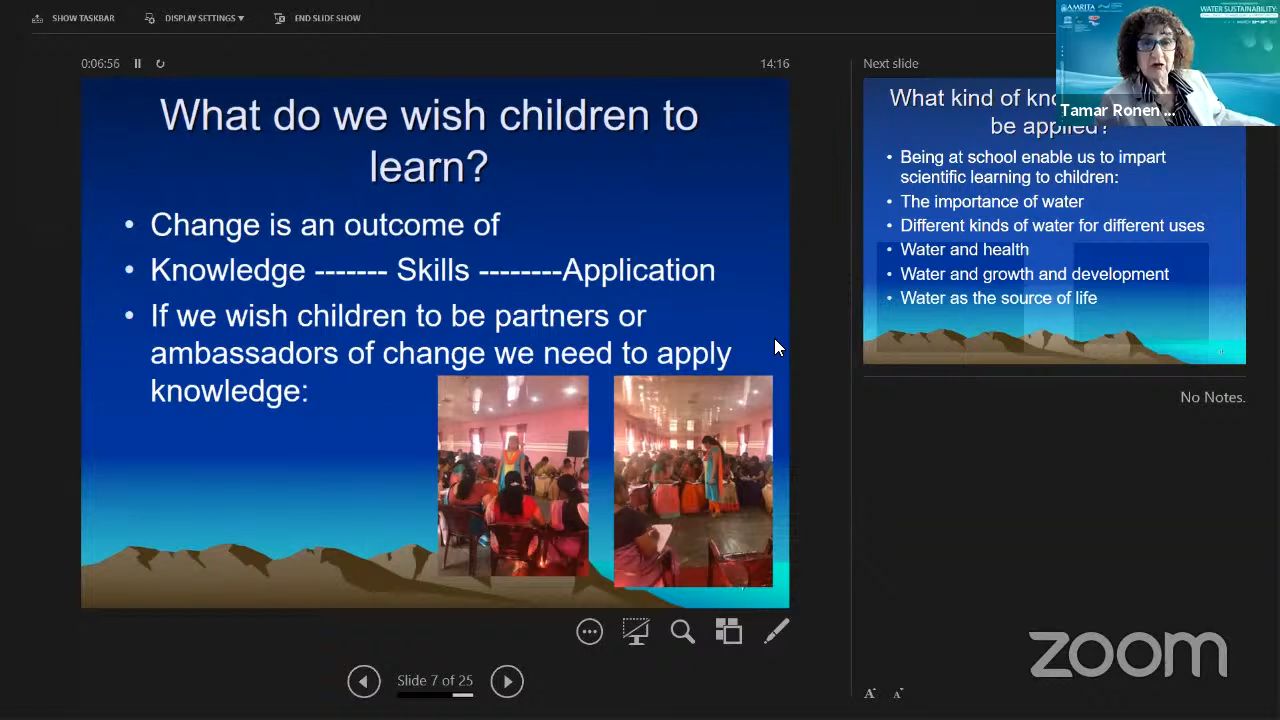 SHOW TASKBAR
DISPLAY SETTINGS ▾
END SLIDE SHOW
AMRITA
WATER SUSTAINABILITY
0:06:56
14:16
Next slide
What do we wish children to
learn?
• Change is an outcome of
• Knowledge ------- Skills --------Application
• If we wish children to be partners or
ambassadors of change we need to apply
knowledge:
What kind of
be applied?
Tamar Ronen ...
• Being at school enable us to impart
scientific learning to children:
• The importance of water
• Different kinds of water for different uses
• Water and health
• Water and growth and development
• Water as the source of life
No Notes.
Slide 7 of 25
zoom
A A